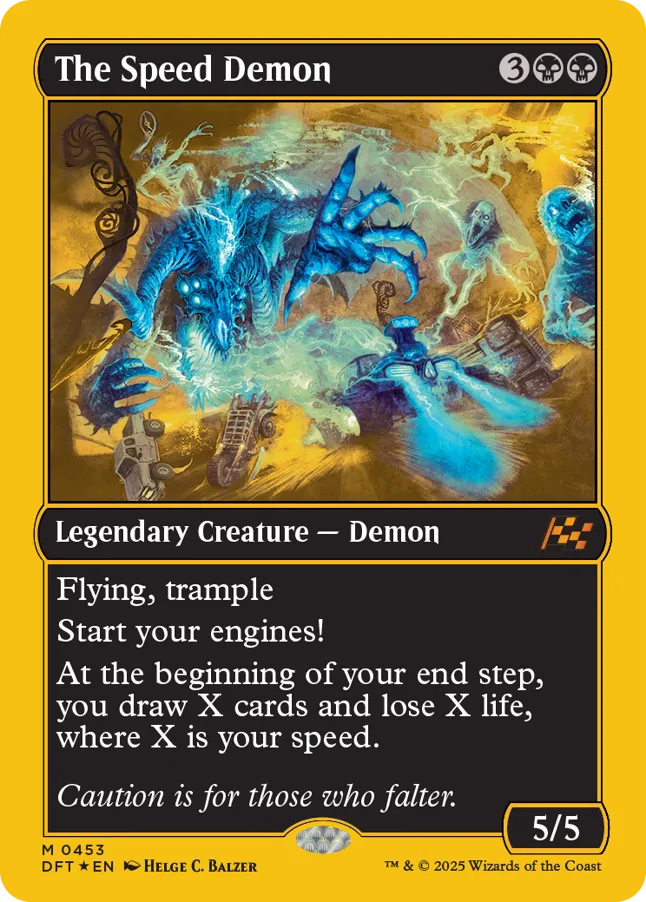 The Speed Demon 3
Legendary Creature — Demon
Flying, trample
Start your engines!
At the beginning of your end step,
you draw X cards and lose X life,
where X is your speed.
Caution is for those who falter.
5/5
M 0453
DFT★EN Helge C. Balzer
™ & © 2025 Wizards of the Coast